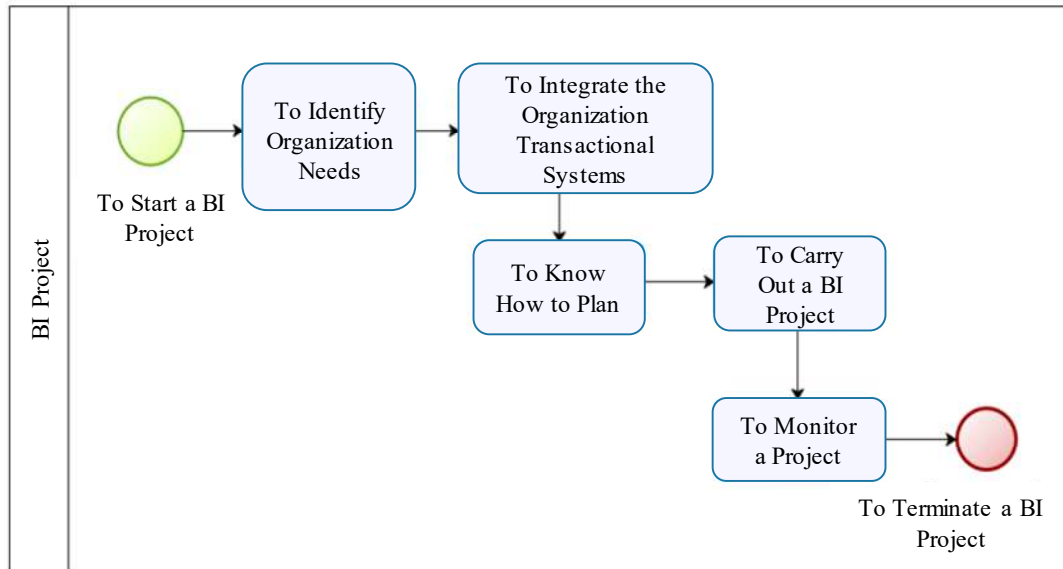 BI Project
To Start a BI
Project
To Identify
Organization
Needs
To Integrate the
Organization
Transactional
Systems
To Know
How to Plan
To Carry
Out a BI
Project
To Monitor
a Project
To Terminate a BI
Project